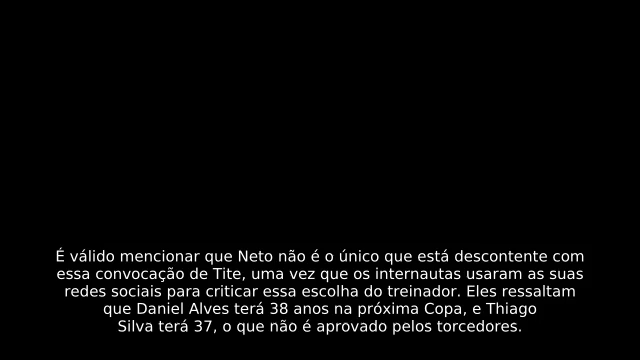 É válido mencionar que Neto não é o único que está descontente com
essa convocação de Tite, uma vez que os internautas usaram as suas
redes sociais para criticar essa escolha do treinador. Eles ressaltam
que Daniel Alves terá 38 anos na próxima Copa, e Thiago
Silva terá 37, o que não é aprovado pelos torcedores.